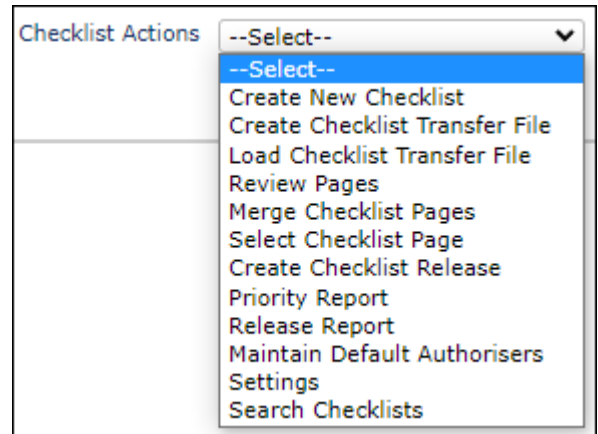 Checklist Actions --Select--
--Select--
Create New Checklist
Create Checklist Transfer File
Load Checklist Transfer File
Review Pages
Merge Checklist Pages
Select Checklist Page
Create Checklist Release
Priority Report
Release Report
Maintain Default Authorisers
Settings
Search Checklists